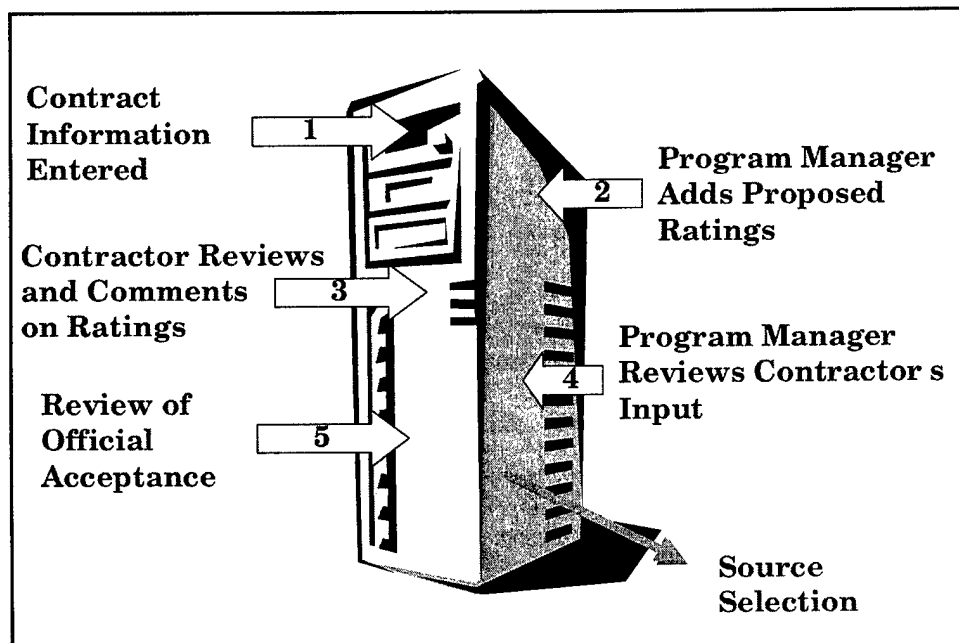 Contract
Information
Entered
1
2
Program Manager
Adds Proposed
Ratings
Contractor Reviews
and Comments
on Ratings
3
4
Program Manager
Reviews Contractor s
Input
Review of
Official
Acceptance
5
Source
Selection